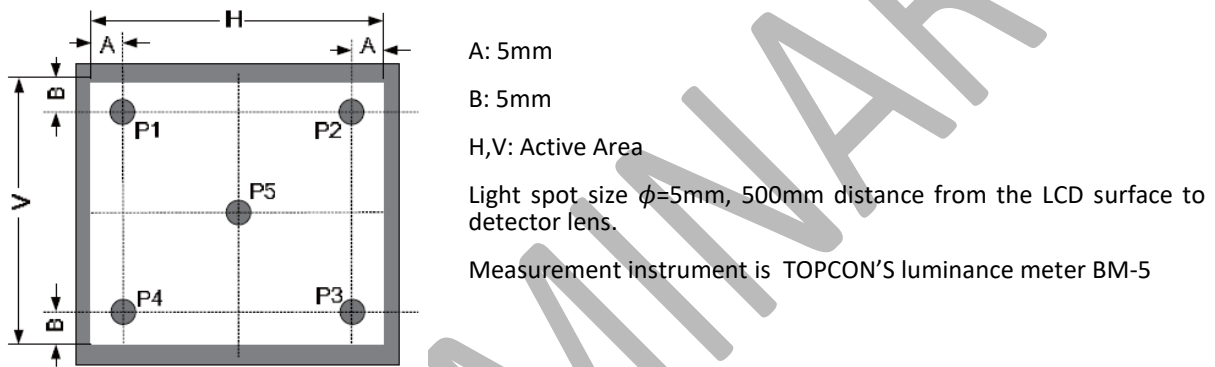 H
A
A
B
P1
P2
V
P5
P4
P3
B
A: 5mm
B: 5mm
H,V: Active Area
Light spot size ϕ=5mm, 500mm distance from the LCD surface to
detector lens.
Measurement instrument is TOPCON’S luminance meter BM-5
MINAR